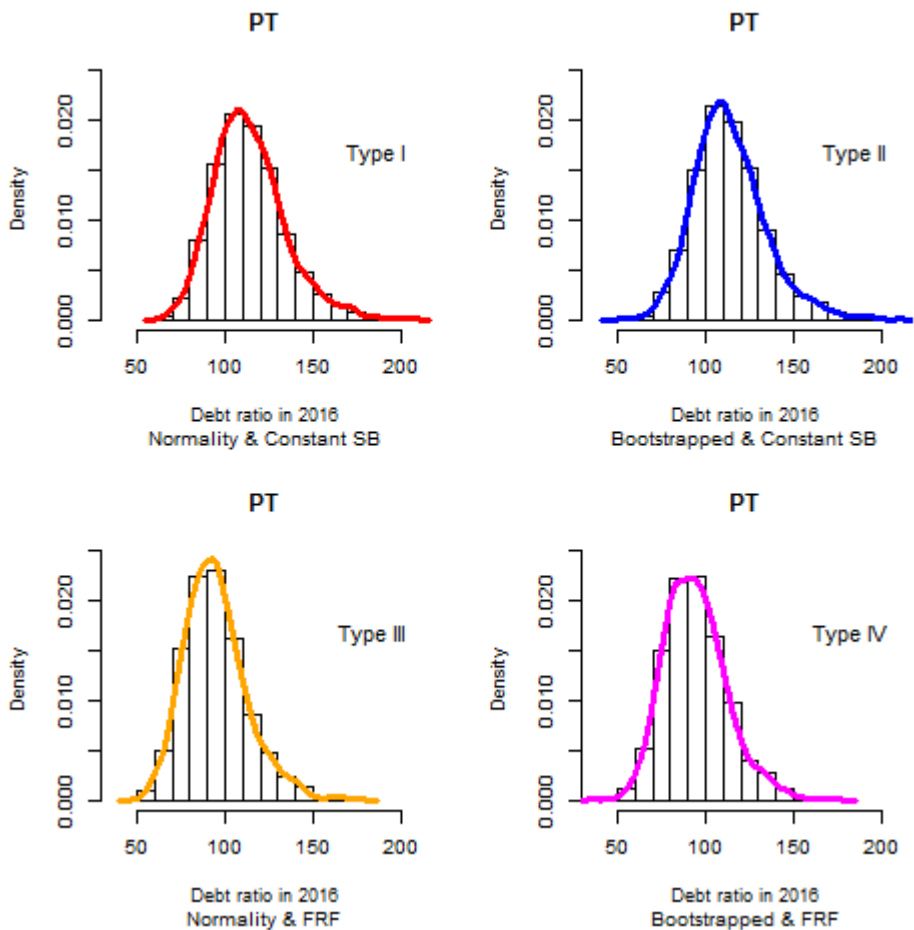 PT
0.020
0.010
0.000
Density
Type I
50 100 150 200
Debt ratio in 2016
Normality & Constant SB
PT
0.020
0.010
0.000
Density
Type II
50 100 150 200
Debt ratio in 2016
Bootstrapped & Constant SB
PT
0.020
0.010
0.000
Density
Type III
50 100 150 200
Debt ratio in 2016
Normality & FRF
PT
0.020
0.010
0.000
Density
Type IV
50 100 150 200
Debt ratio in 2016
Bootstrapped & FRF